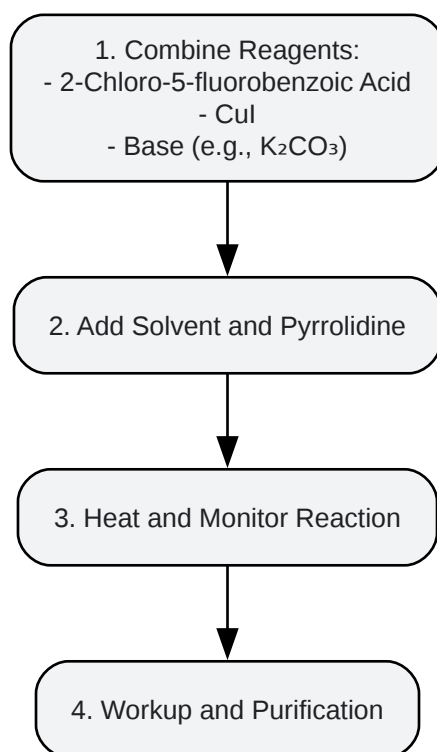 1. Combine Reagents:
- 2-Chloro-5-fluorobenzoic Acid
- CuI
- Base (e.g., K₂CO₃)
2. Add Solvent and Pyrrolidine
3. Heat and Monitor Reaction
4. Workup and Purification